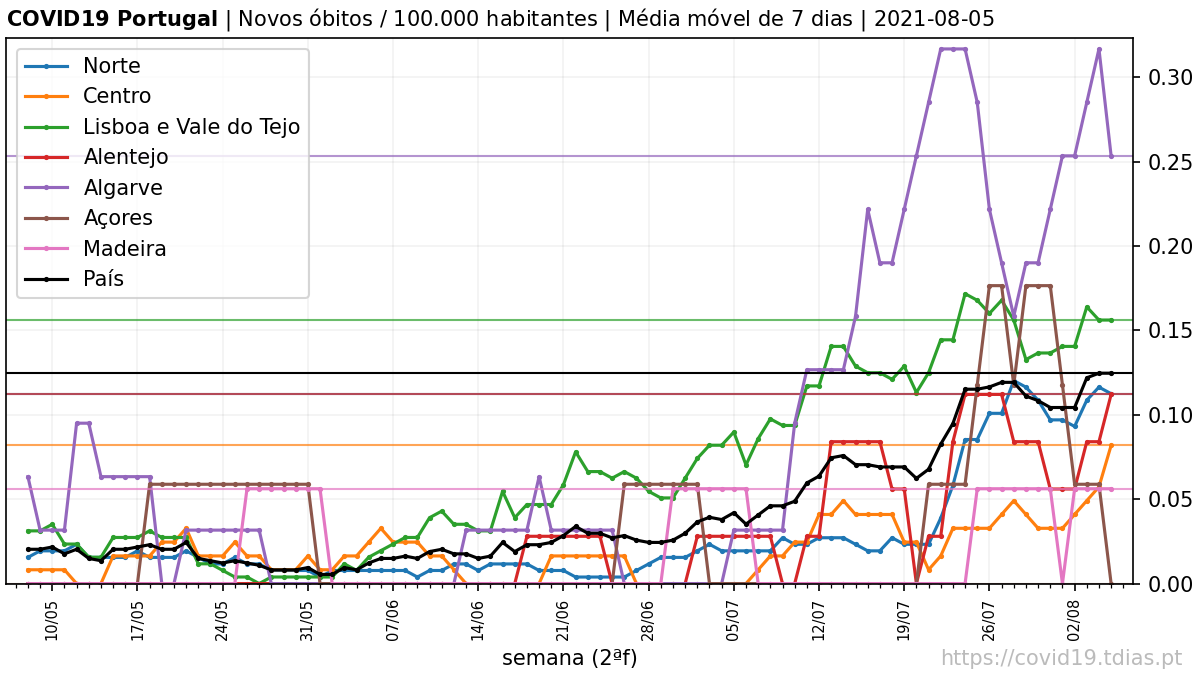 COVID19 Portugal | Novos óbitos / 100.000 habitantes | Média móvel de 7 dias | 2021-08-05
Norte
Centro
Lisboa e Vale do Tejo
Alentejo
Algarve
Açores
Madeira
País
0.30
0.25
0.20
0.15
0.10
0.05
0.00
10/05 17/05 24/05 31/05 07/06 14/06 21/06 28/06 05/07 12/07 19/07 26/07 02/08
semana (2ªf)
https://covid19.tdias.pt